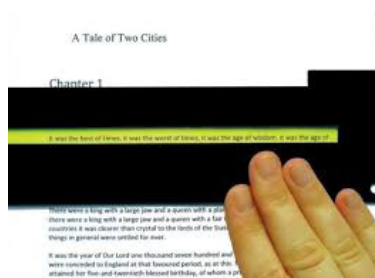 A Tale of Two Cities
Chapter 1
It was the best of times, it was the worst of times, it was the age of wisdom, it was the age of
There were a king with a large jaw and a queen with a
there were a king with a large jaw and a queen with a fair
countries it was clearer than crystal to the lords of the State
things in general were settled for ever.
It was the year of Our Lord one thousand seven hundred and
were conceded to England at that favoured period, as at this.
attained her five-and-twentieth blessed birthday, of whom a